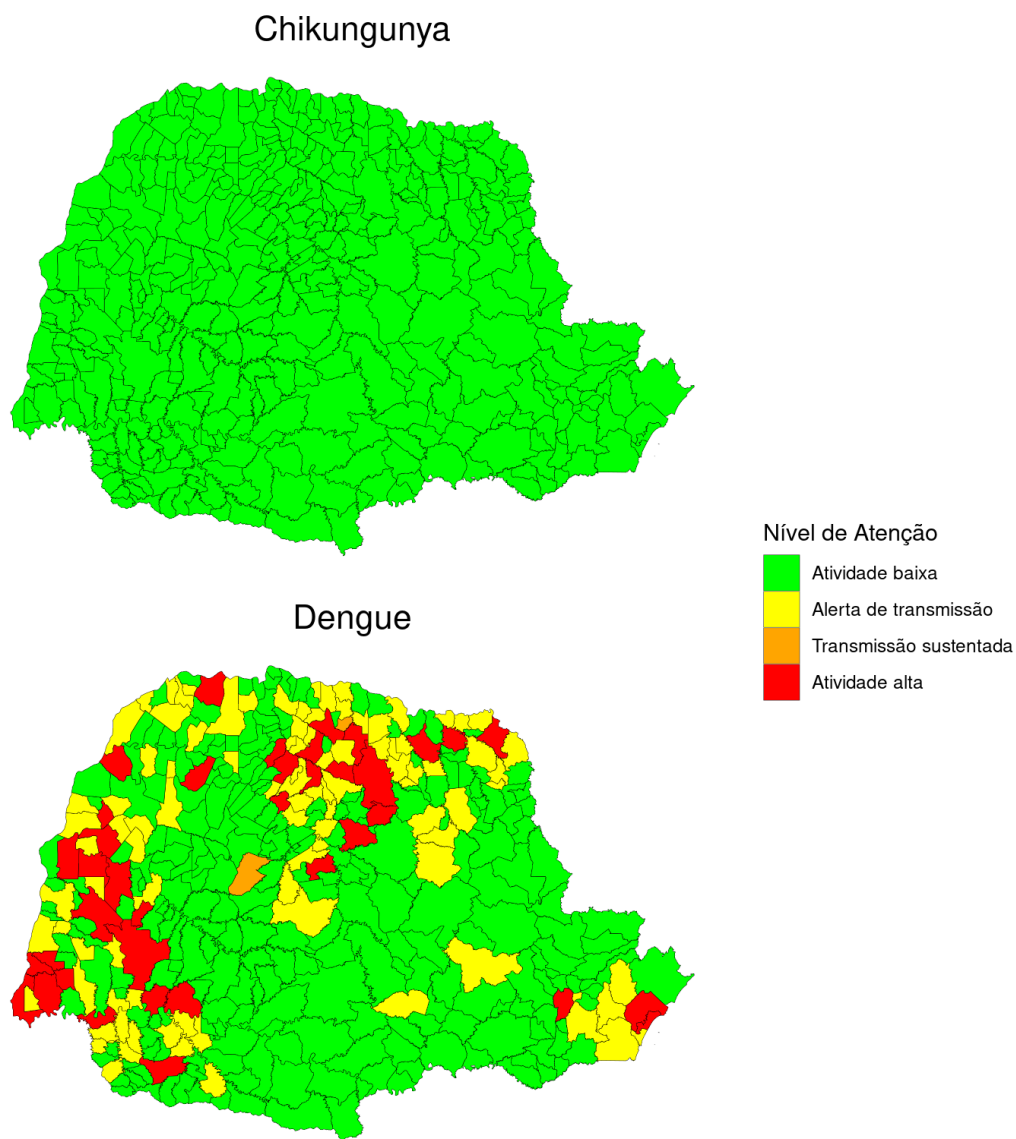 Chikungunya
Nível de Atenção
Atividade baixa
Alerta de transmissão
Transmissão sustentada
Atividade alta
Dengue